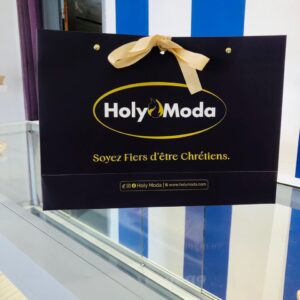 Holy Moda
Soyez Fiers d'être Chrétiens.
Holy Moda | www.holymoda.com